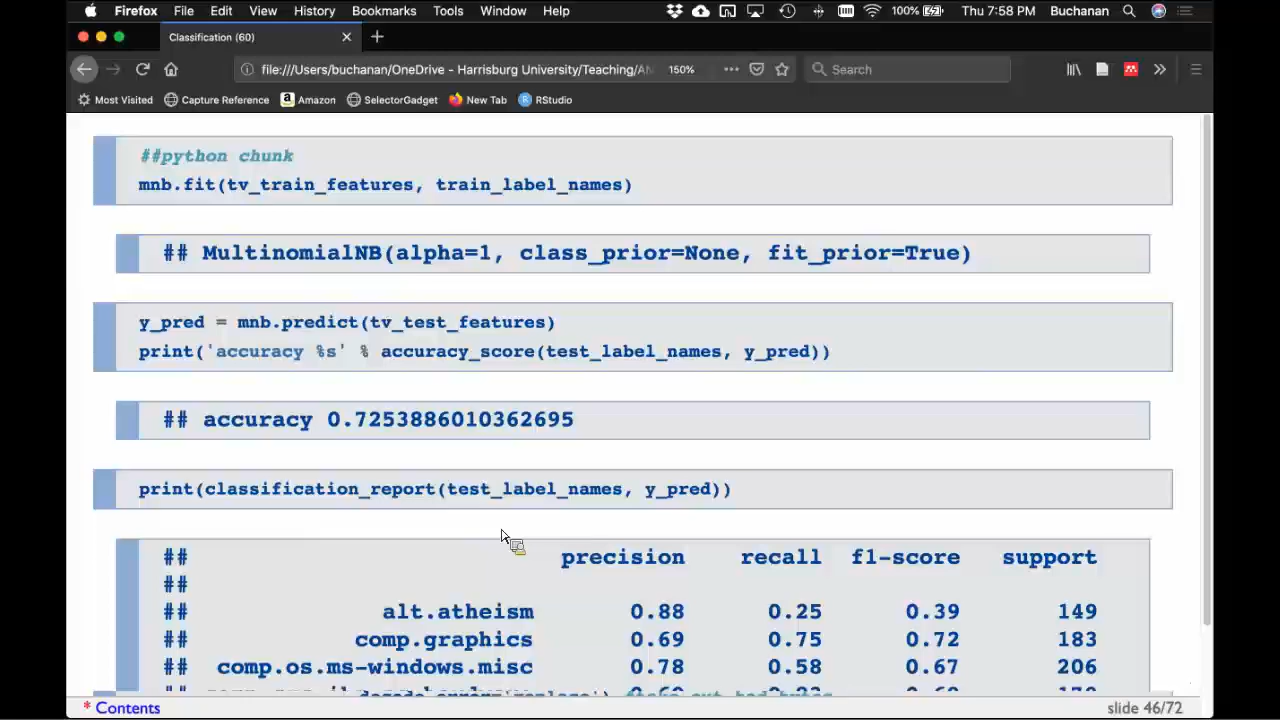 Firefox File Edit View History Bookmarks Tools Window Help 100% Thu 7:58 PM Buchanan
Classification (60)
file:///Users/buchanan/OneDrive - Harrisburg University/Teaching/AN 150% Search
Most Visited Capture Reference Amazon SelectorGadget New Tab RStudio
##python chunk
mnb.fit(tv_train_features, train_label_names)
## MultinomialNB(alpha=1, class_prior=None, fit_prior=True)
y_pred = mnb.predict(tv_test_features)
print('accuracy %s' % accuracy_score(test_label_names, y_pred))
## accuracy 0.7253886010362695
print(classification_report(test_label_names, y_pred))
## precision recall f1-score support
##
## alt.atheism 0.88 0.25 0.39 149
## comp.graphics 0.69 0.75 0.72 183
## comp.os.ms-windows.misc 0.78 0.58 0.67 206
* Contents slide 46/72